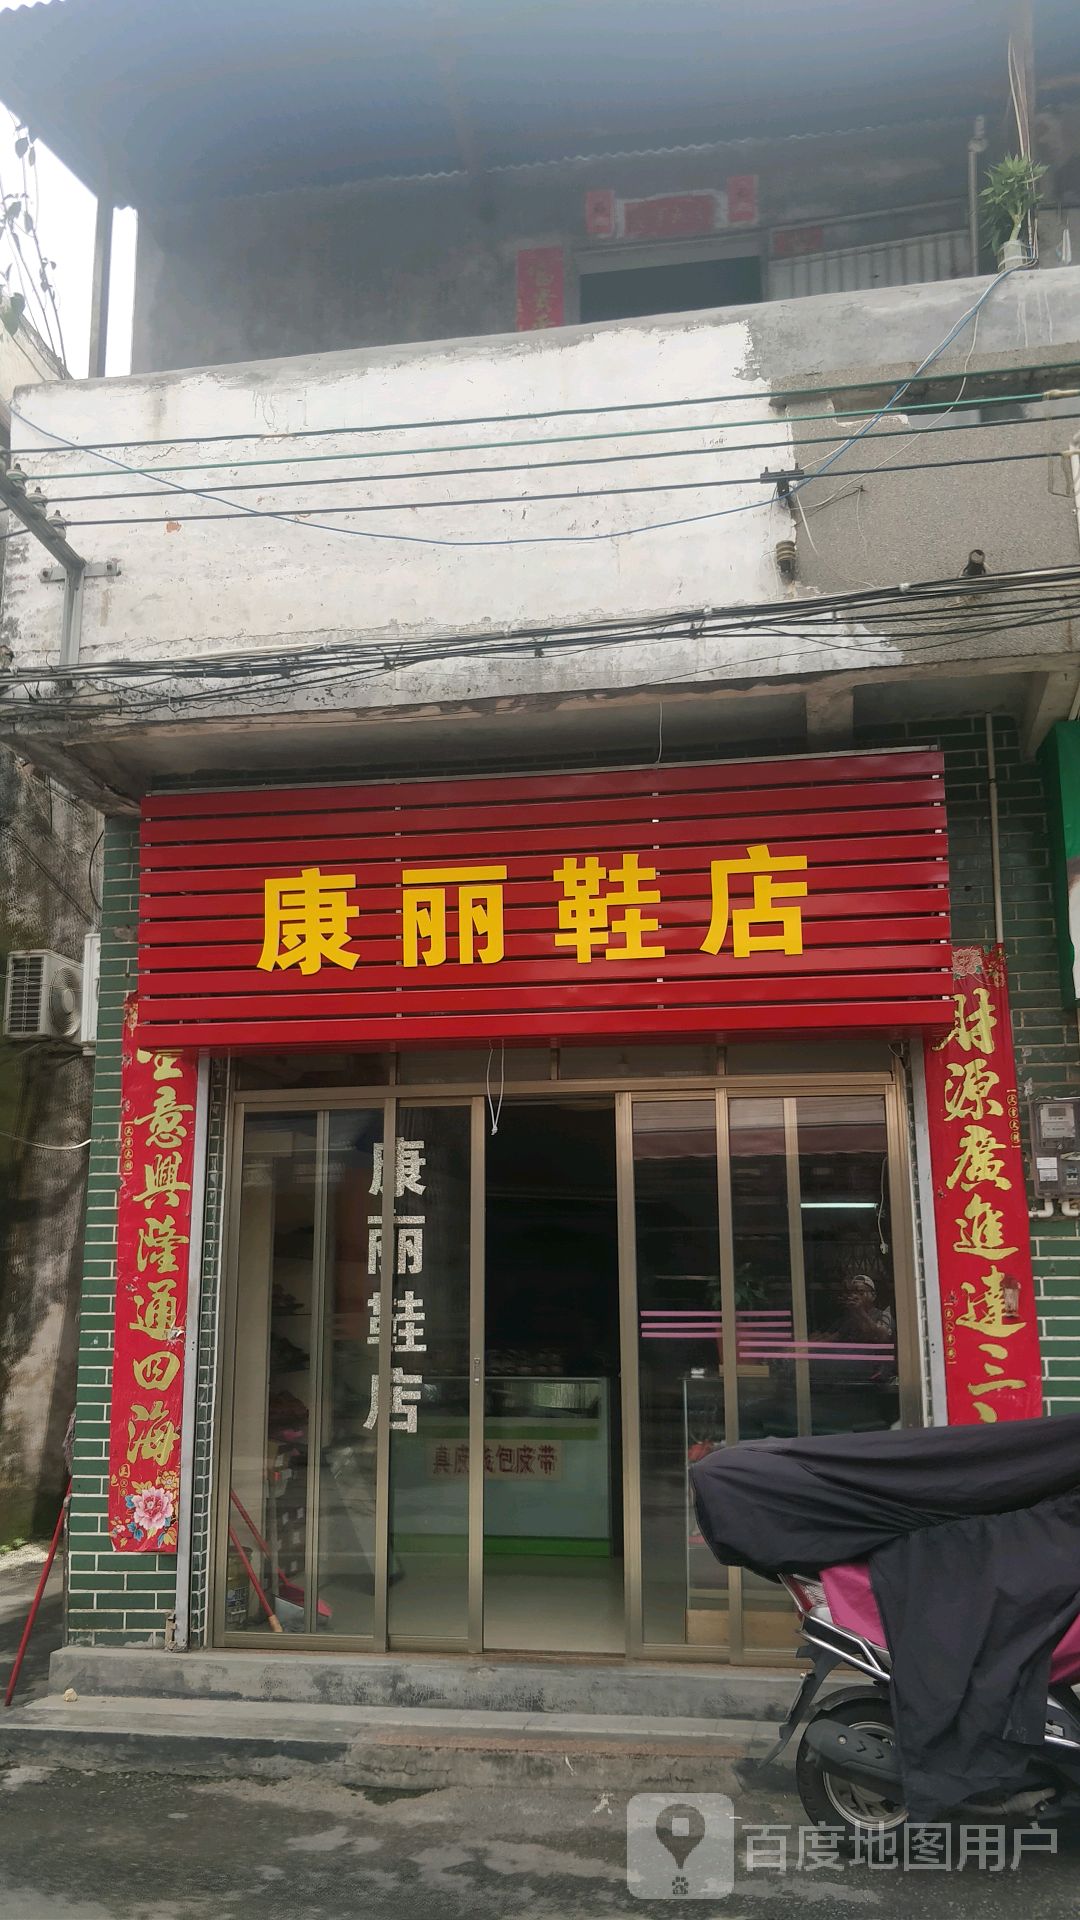 康丽鞋店
生意興隆通四海
財源廣進達三
康丽鞋店
真皮钱包皮带
百度地图用户